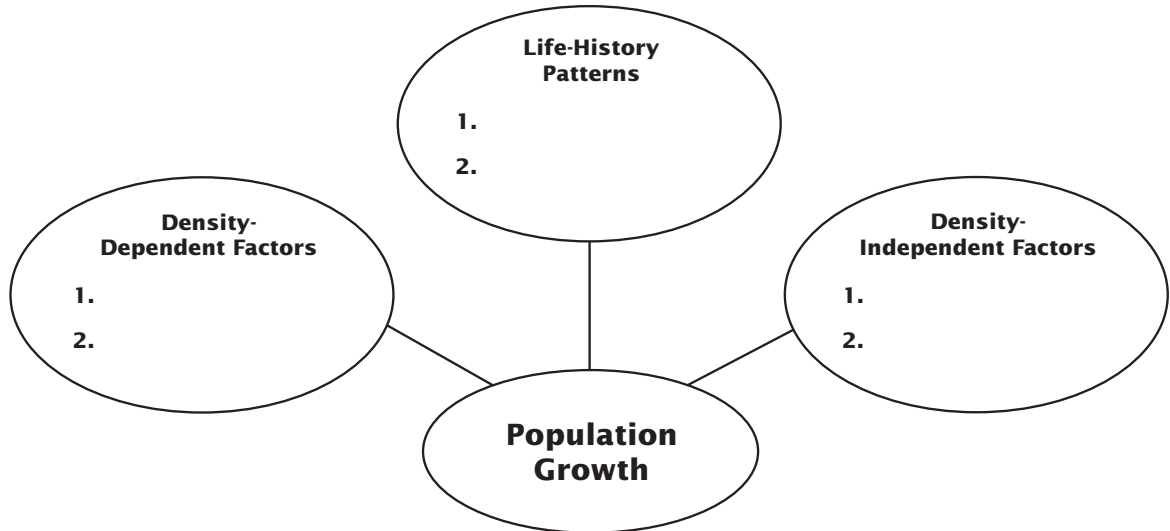 Life-History
Patterns
1.
2.
Density-
Dependent Factors
1.
2.
Density-
Independent Factors
1.
2.
Population
Growth